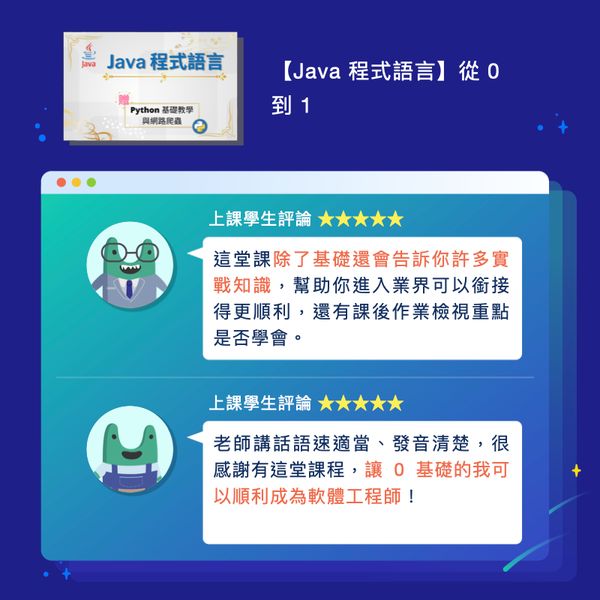 Java
Java 程式語言
贈
Python 基礎教學
與網路爬蟲
【Java 程式語言】從 0
到 1
上課學生評論 ★★★★★
這堂課除了基礎還會告訴你許多實
戰知識，幫助你進入業界可以銜接
得更順利，還有課後作業檢視重點
是否學會。
上課學生評論 ★★★★★
老師講話語速適當、發音清楚，很
感謝有這堂課程，讓 0 基礎的我可
以順利成為軟體工程師！